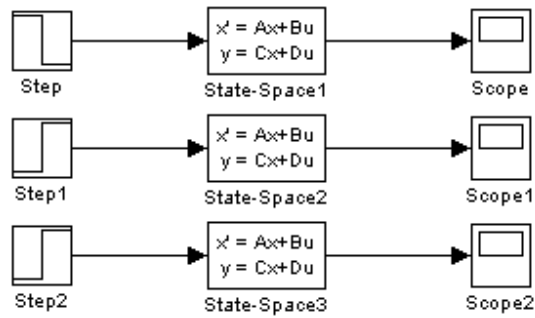 x' = Ax+Bu
y = Cx+Du
Step
State-Space1
Scope
x' = Ax+Bu
y = Cx+Du
Step1
State-Space2
Scope1
x' = Ax+Bu
y = Cx+Du
Step2
State-Space3
Scope2